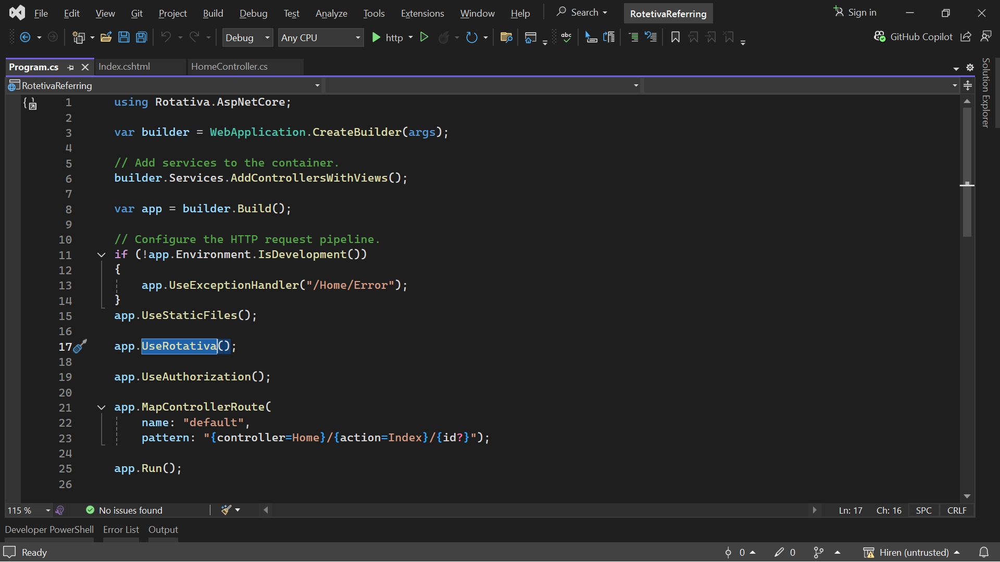 File Edit View Git Project Build Debug Test Analyze Tools Extensions Window Help Search RotetivaReferring Sign in
Debug Any CPU http GitHub Copilot
Program.cs Index.cshtml HomeController.cs
RotetivaReferring
Solution Explorer
1 using Rotativa.AspNetCore;
2
3 var builder = WebApplication.CreateBuilder(args);
4
5 // Add services to the container.
6 builder.Services.AddControllersWithViews();
7
8 var app = builder.Build();
9
10 // Configure the HTTP request pipeline.
11 if (!app.Environment.IsDevelopment())
12 {
13 app.UseExceptionHandler("/Home/Error");
14 }
15 app.UseStaticFiles();
16
17 app.UseRotativa();
18
19 app.UseAuthorization();
20
21 app.MapControllerRoute(
22 name: "default",
23 pattern: "{controller=Home}/{action=Index}/{id?}");
24
25 app.Run();
26
115 % No issues found Ln: 17 Ch: 16 SPC CRLF
Developer PowerShell Error List Output
Ready 0 0 Hiren (untrusted)